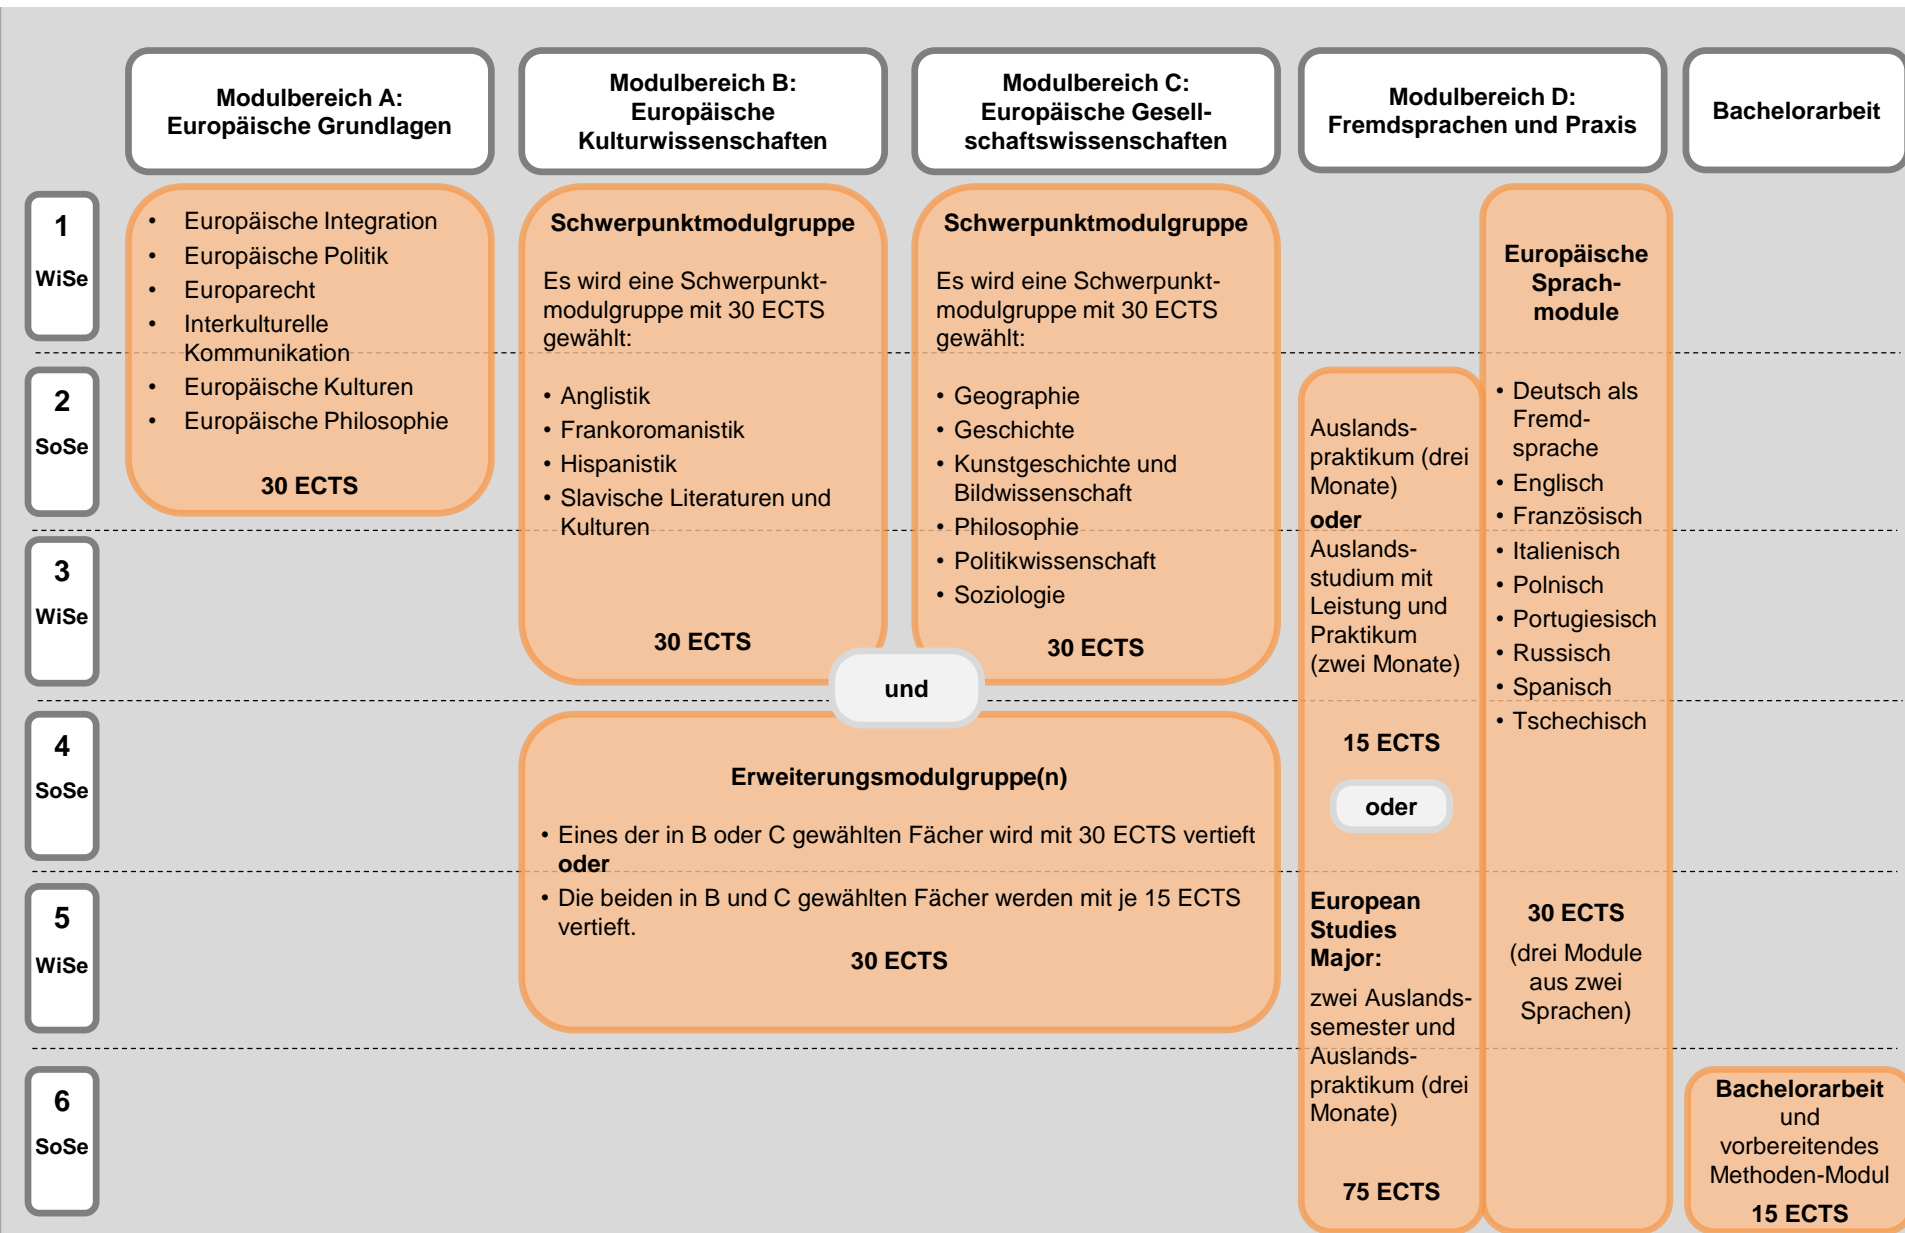 Modulbereich A:
Europäische Grundlagen
Modulbereich B:
Europäische
Kulturwissenschaften
Modulbereich C:
Europäische Gesell-
schaftswissenschaften
Modulbereich D:
Fremdsprachen und Praxis
Bachelorarbeit
1
WiSe
2
SoSe
3
WiSe
4
SoSe
5
WiSe
6
SoSe
• Europäische Integration
• Europäische Politik
• Europarecht
• Interkulturelle
Kommunikation
• Europäische Kulturen
• Europäische Philosophie
30 ECTS
Schwerpunktmodulgruppe
Es wird eine Schwerpunkt-
modulgruppe mit 30 ECTS
gewählt:
• Anglistik
• Frankoromanistik
• Hispanistik
• Slavische Literaturen und
Kulturen
30 ECTS
Schwerpunktmodulgruppe
Es wird eine Schwerpunkt-
modulgruppe mit 30 ECTS
gewählt:
• Geographie
• Geschichte
• Kunstgeschichte und
Bildwissenschaft
• Philosophie
• Politikwissenschaft
• Soziologie
30 ECTS
und
Erweiterungsmodulgruppe(n)
• Eines der in B oder C gewählten Fächer wird mit 30 ECTS vertieft
oder
• Die beiden in B und C gewählten Fächer werden mit je 15 ECTS
vertieft.
30 ECTS
Auslands-
praktikum (drei
Monate)
oder
Auslands-
studium mit
Leistung und
Praktikum
(zwei Monate)
15 ECTS
oder
European
Studies
Major:
zwei Auslands-
semester und
Auslands-
praktikum (drei
Monate)
75 ECTS
Europäische
Sprach-
module
• Deutsch als
Fremd-
sprache
• Englisch
• Französisch
• Italienisch
• Polnisch
• Portugiesisch
• Russisch
• Spanisch
• Tschechisch
30 ECTS
(drei Module
aus zwei
Sprachen)
Bachelorarbeit
und
vorbereitendes
Methoden-Modul
15 ECTS